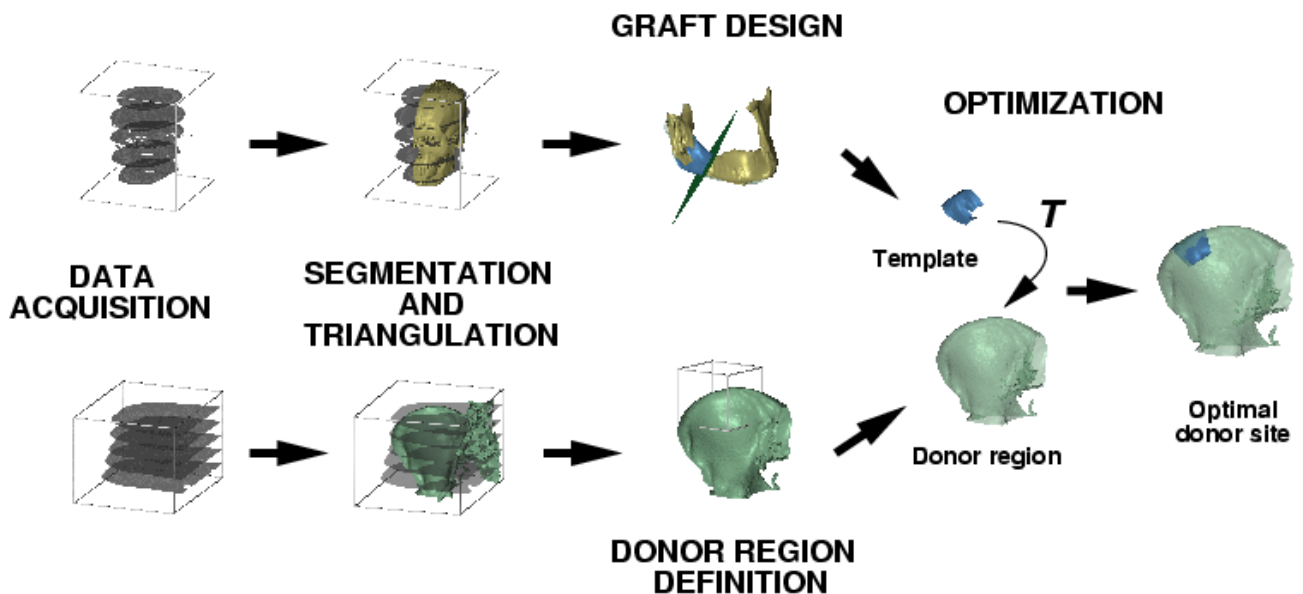 GRAFT DESIGN
OPTIMIZATION
T
Template
DATA
ACQUISITION
SEGMENTATION
AND
TRIANGULATION
Donor region
Optimal
donor site
DONOR REGION
DEFINITION